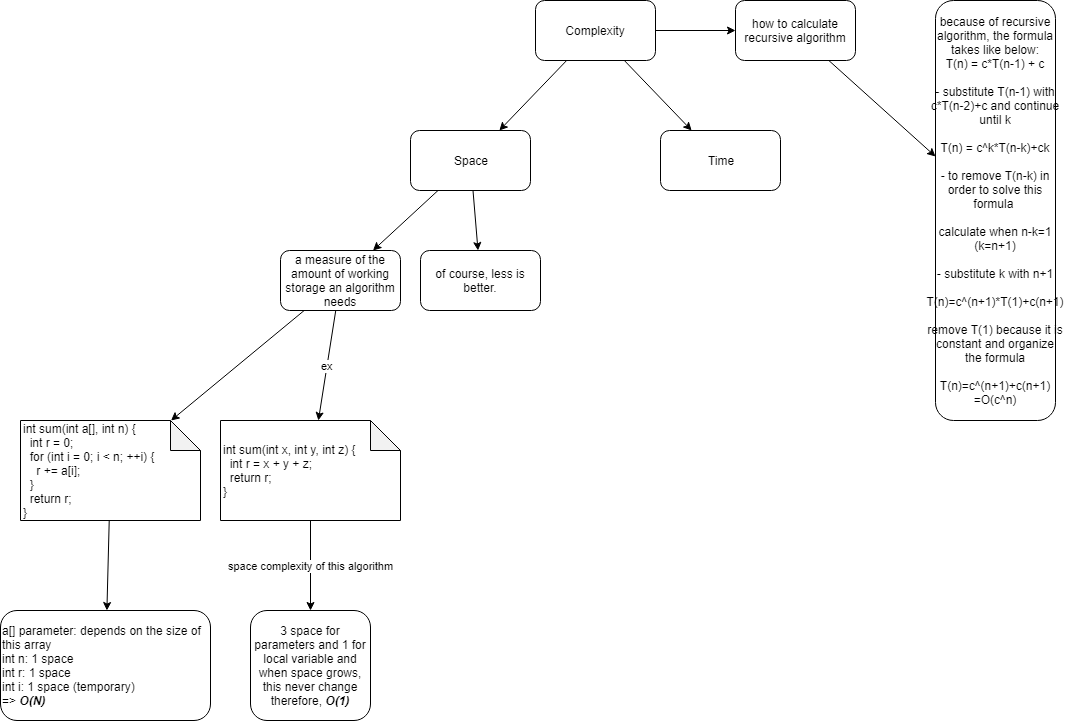 Complexity
how to calculate
recursive algorithm
because of recursive
algorithm, the formula
takes like below:
T(n) = c*T(n-1) + c
- substitute T(n-1) with
c*T(n-2)+c and continue
until k
T(n) = c^k*T(n-k)+ck
- to remove T(n-k) in
order to solve this
formula
calculate when n-k=1
(k=n+1)
- substitute k with n+1
T(n)=c^(n+1)*T(1)+c(n+1)
remove T(1) because it is
constant and organize
the formula
T(n)=c^(n+1)+c(n+1)
=O(c^n)
Space
Time
a measure of the
amount of working
storage an algorithm
needs
of course, less is
better.
ex
int sum(int a[], int n) {
  int r = 0;
  for (int i = 0; i < n; ++i) {
    r += a[i];
  }
  return r;
}
int sum(int x, int y, int z) {
  int r = x + y + z;
  return r;
}
space complexity of this algorithm
a[] parameter: depends on the size of
this array
int n: 1 space
int r: 1 space
int i: 1 space (temporary)
=> O(N)
3 space for
parameters and 1 for
local variable and
when space grows,
this never change
therefore, O(1)